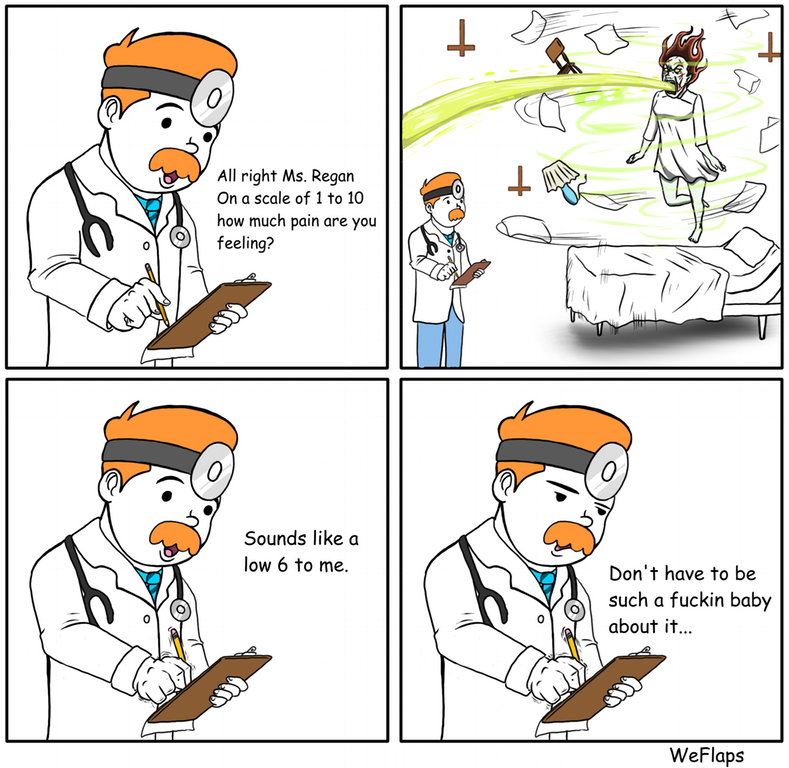 All right Ms. Regan
On a scale of 1 to 10
how much pain are you
feeling?
Sounds like a
low 6 to me.
Don't have to be
such a fuckin baby
about it...
WeFlaps